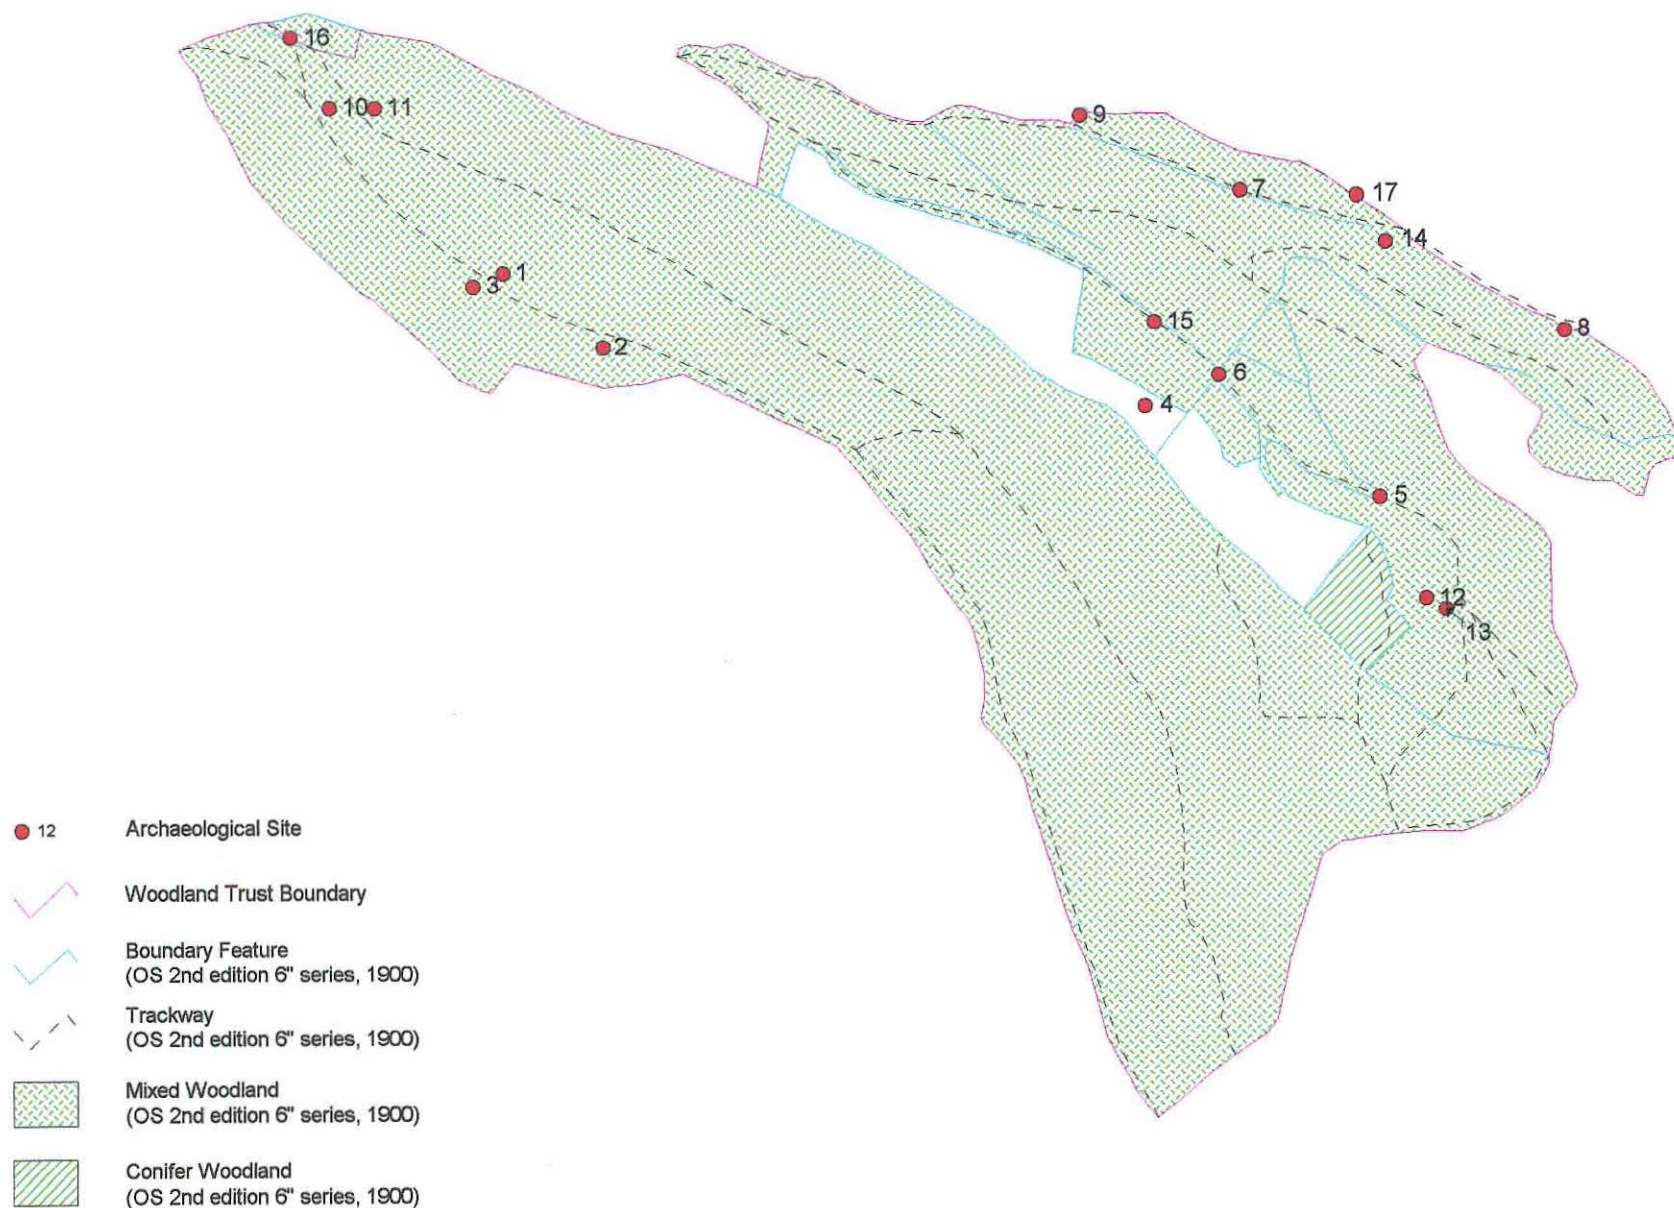 16
10
11
9
7
17
14
1
3
8
15
2
6
4
5
12
13
12 Archaeological Site
Woodland Trust Boundary
Boundary Feature
(OS 2nd edition 6" series, 1900)
Trackway
(OS 2nd edition 6" series, 1900)
Mixed Woodland
(OS 2nd edition 6" series, 1900)
Conifer Woodland
(OS 2nd edition 6" series, 1900)